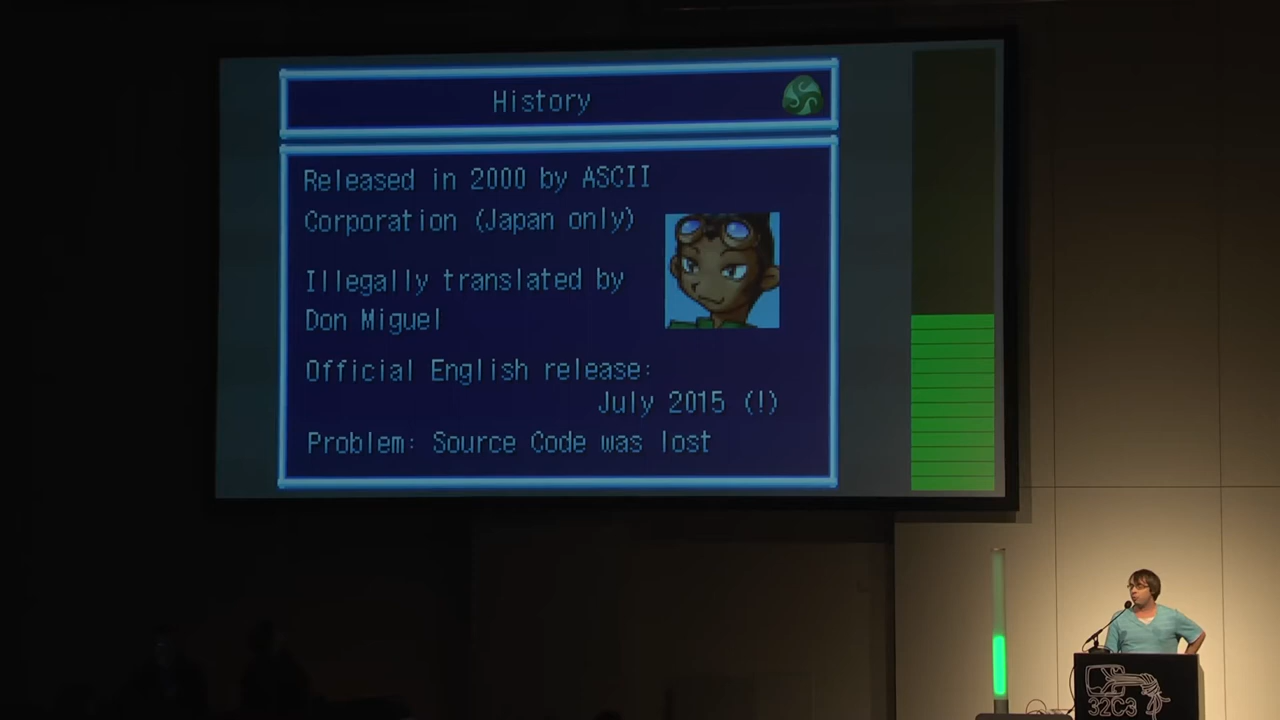 History
Released in 2000 by ASCII
Corporation (Japan only)
Illegally translated by
Don Miguel
Official English release:
July 2015 (!)
Problem: Source Code was lost
32C3